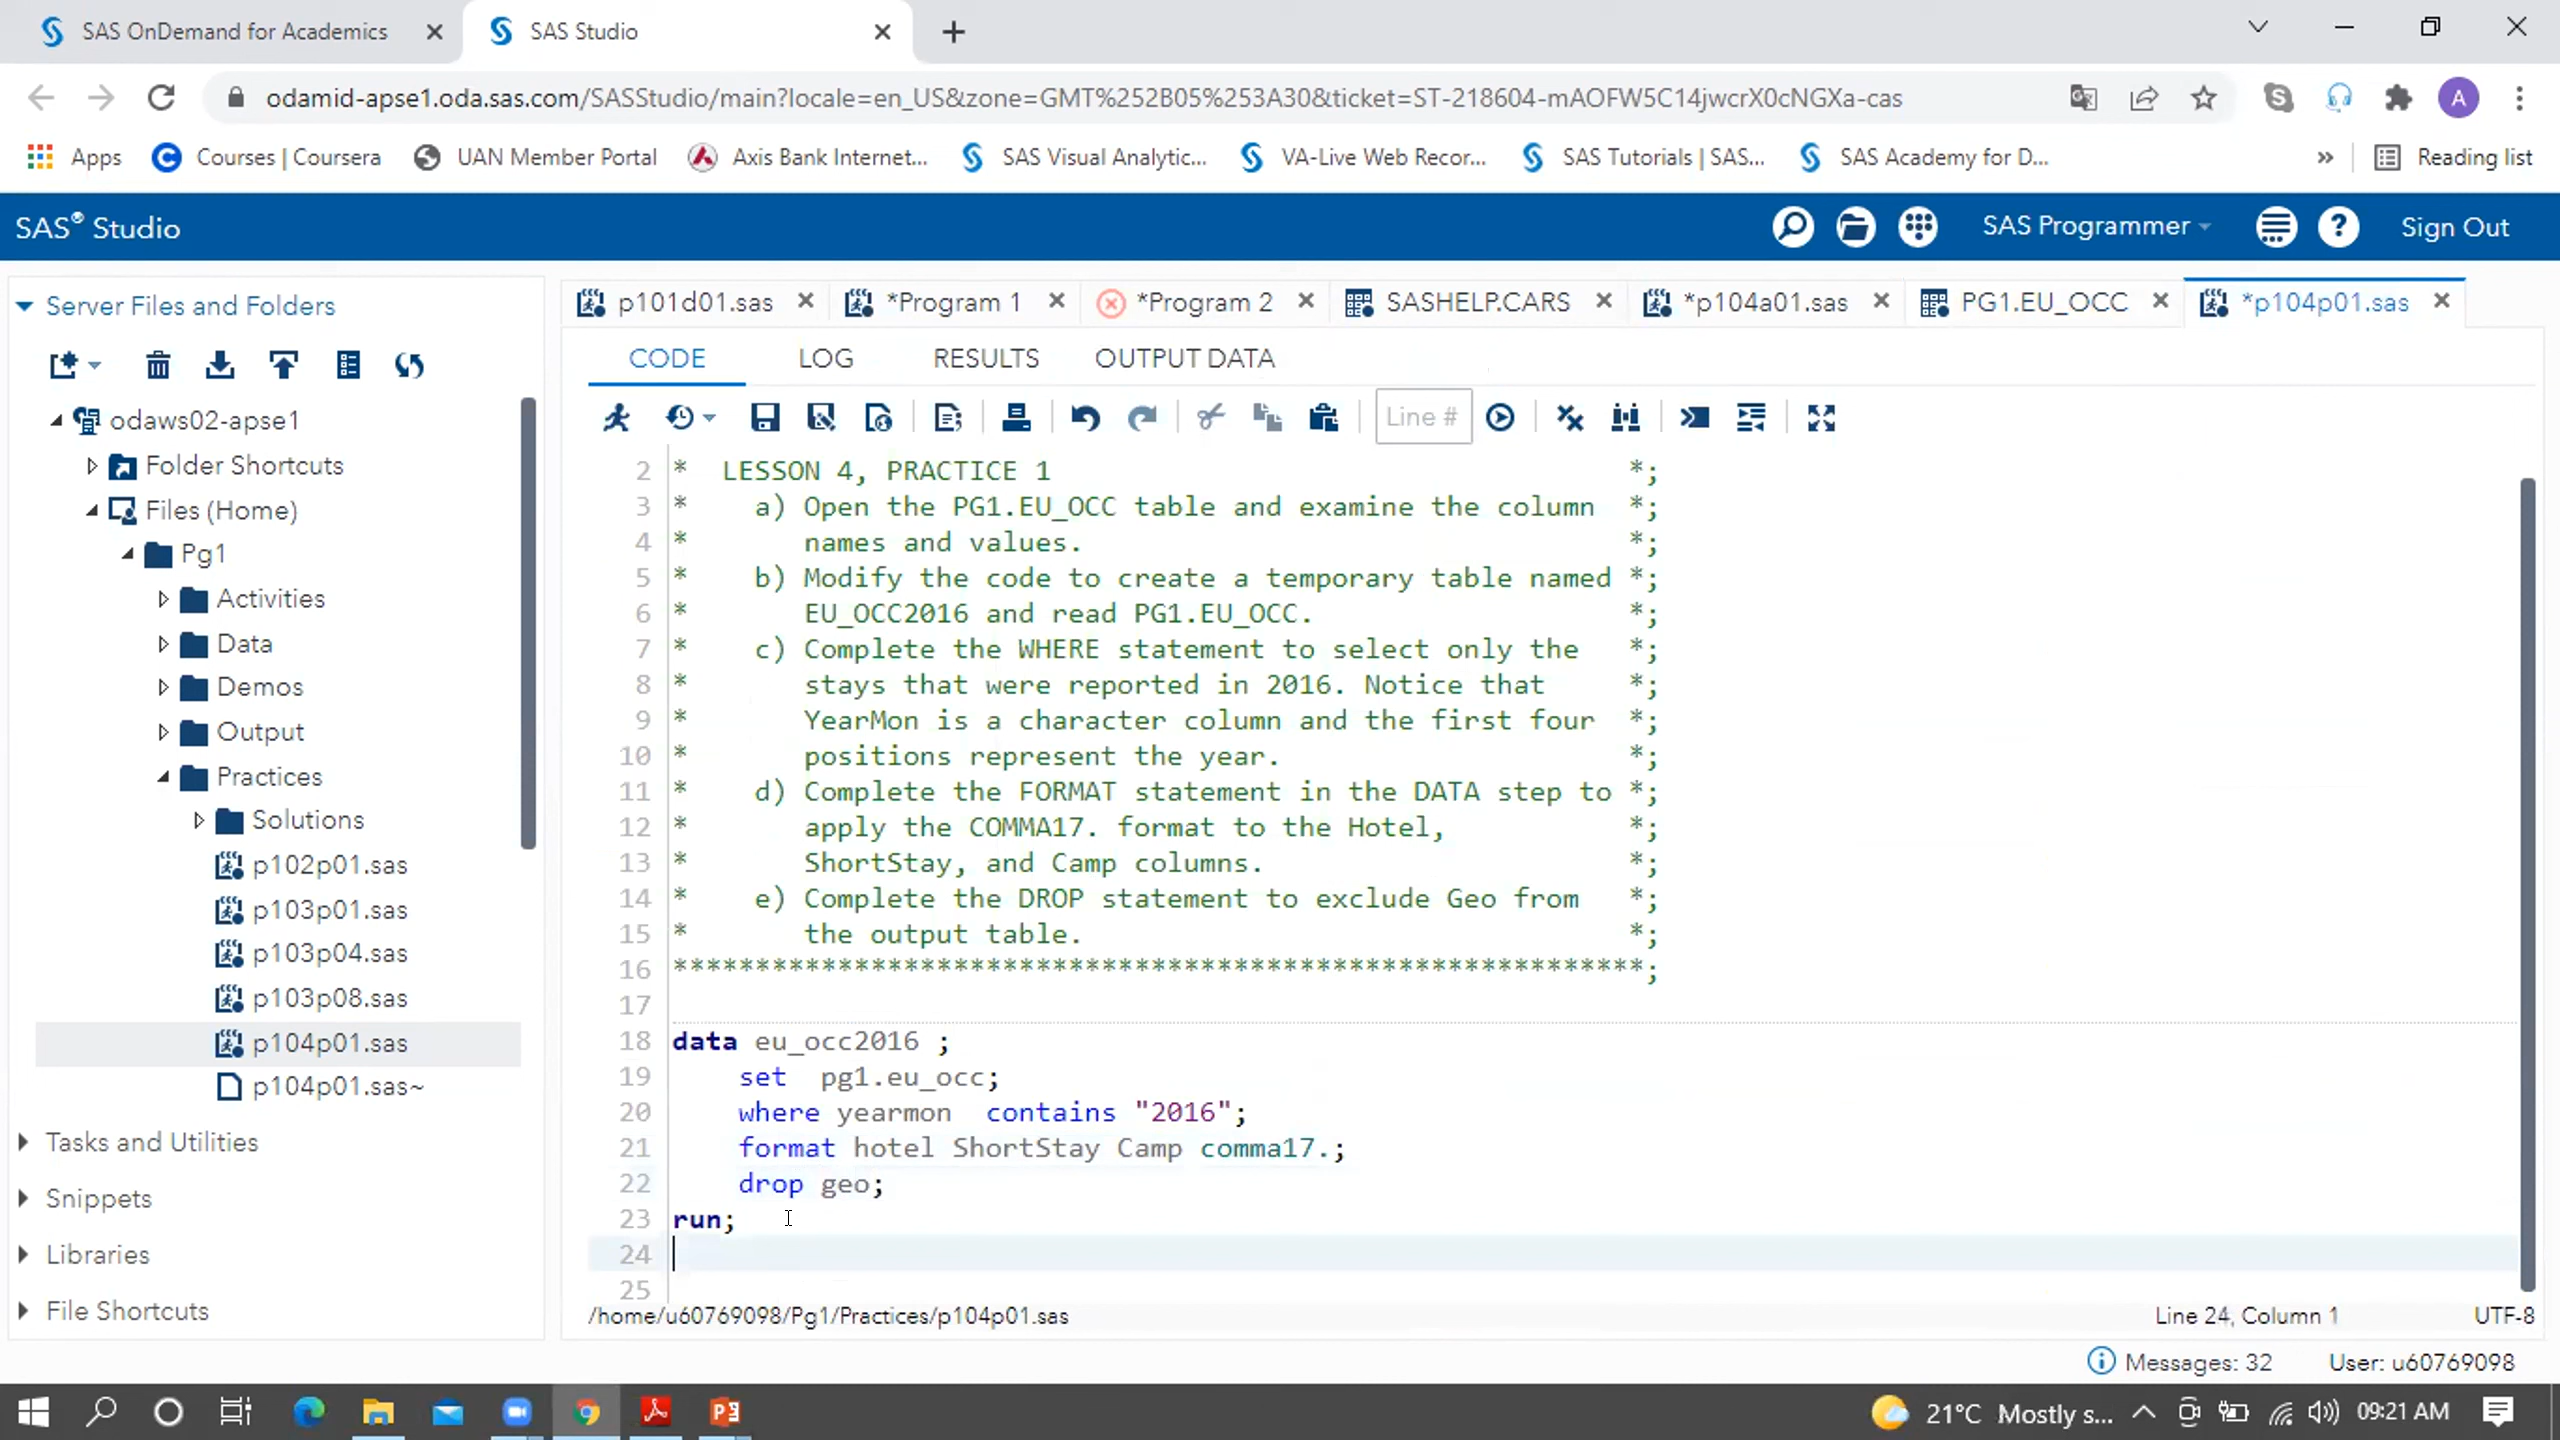 SAS OnDemand for Academics
SAS Studio
odamid-apse1.oda.sas.com/SASStudio/main?locale=en_US&zone=GMT%252B05%253A30&ticket=ST-218604-mAOFW5C14jwcrX0cNGXa-cas
A
Apps
Courses | Coursera
UAN Member Portal
Axis Bank Internet...
SAS Visual Analytic...
VA-Live Web Recor...
SAS Tutorials | SAS...
SAS Academy for D...
»
Reading list
SAS® Studio
SAS Programmer
Sign Out
Server Files and Folders
odaws02-apse1
Folder Shortcuts
Files (Home)
Pg1
Activities
Data
Demos
Output
Practices
Solutions
p102p01.sas
p103p01.sas
p103p04.sas
p103p08.sas
p104p01.sas
p104p01.sas~
Tasks and Utilities
Snippets
Libraries
File Shortcuts
p101d01.sas
*Program 1
*Program 2
SASHELP.CARS
*p104a01.sas
PG1.EU_OCC
*p104p01.sas
CODE LOG RESULTS OUTPUT DATA
Line #
2 * LESSON 4, PRACTICE 1 *;
3 * a) Open the PG1.EU_OCC table and examine the column *;
4 * names and values. *;
5 * b) Modify the code to create a temporary table named *;
6 * EU_OCC2016 and read PG1.EU_OCC. *;
7 * c) Complete the WHERE statement to select only the *;
8 * stays that were reported in 2016. Notice that *;
9 * YearMon is a character column and the first four *;
10 * positions represent the year. *;
11 * d) Complete the FORMAT statement in the DATA step to *;
12 * apply the COMMA17. format to the Hotel, *;
13 * ShortStay, and Camp columns. *;
14 * e) Complete the DROP statement to exclude Geo from *;
15 * the output table. *;
16 ***********************************************************;
17
18 data eu_occ2016 ;
19 set pg1.eu_occ;
20 where yearmon contains "2016";
21 format hotel ShortStay Camp comma17.;
22 drop geo;
23 run;
24
25
/home/u60769098/Pg1/Practices/p104p01.sas
Line 24, Column 1
UTF-8
Messages: 32
User: u60769098
21°C Mostly s...
09:21 AM